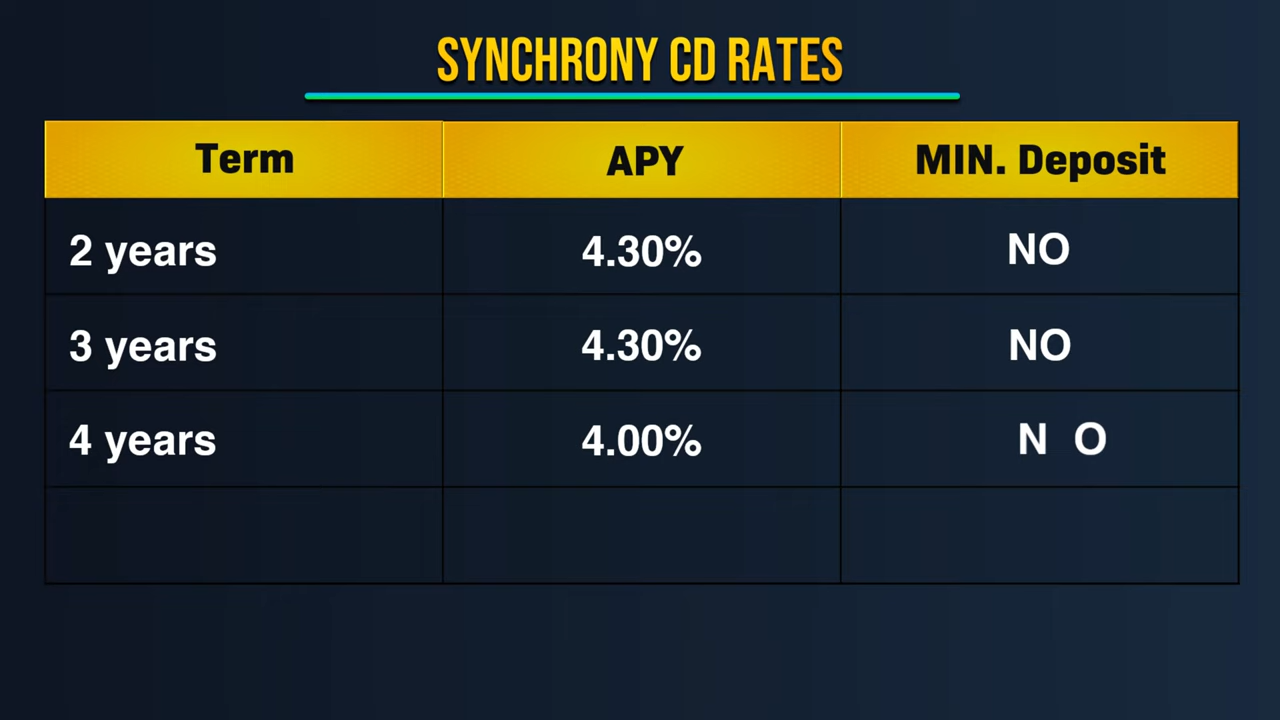 SYNCHRONY CD RATES
Term APY MIN. Deposit
2 years 4.30% NO
3 years 4.30% NO
4 years 4.00% N O